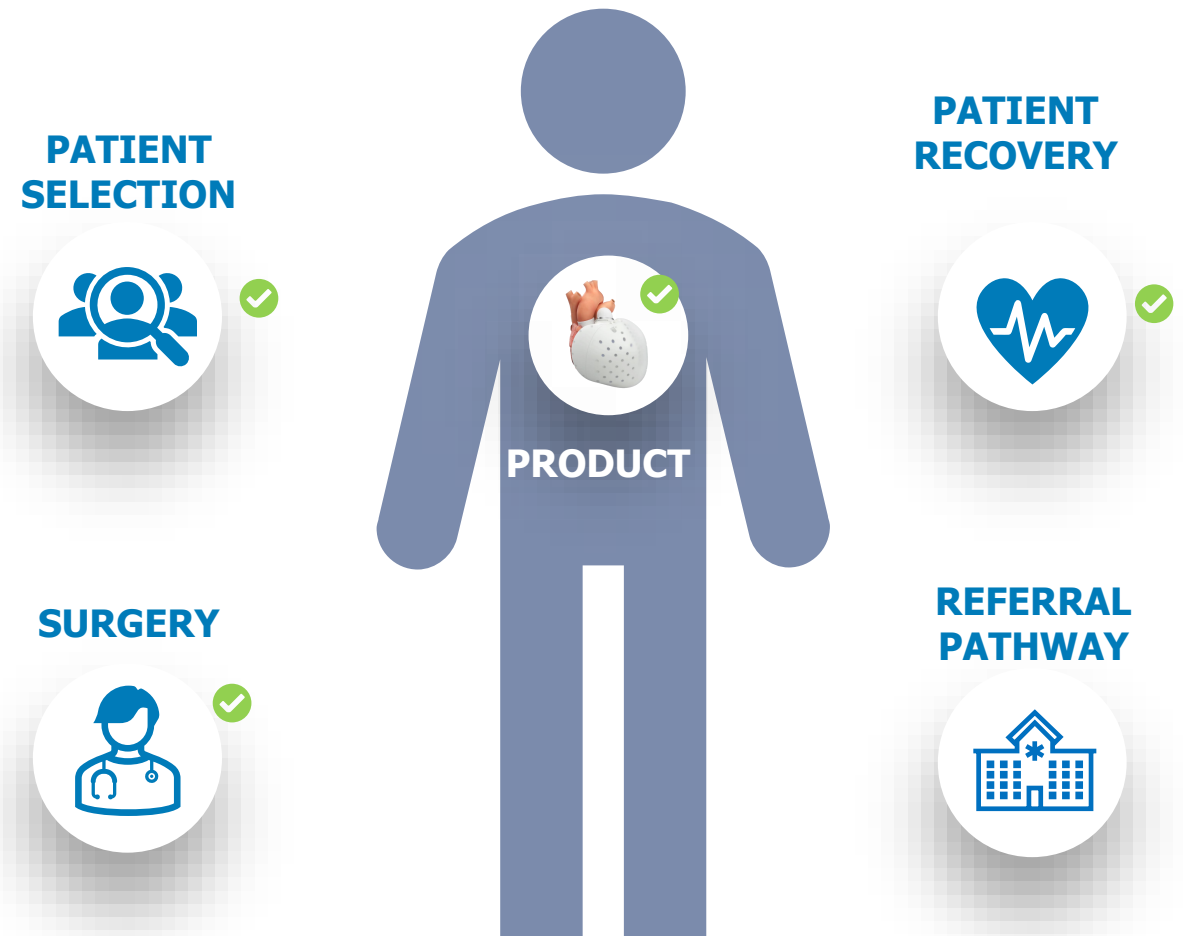 PATIENT
SELECTION
PATIENT
RECOVERY
PRODUCT
SURGERY
REFERRAL
PATHWAY